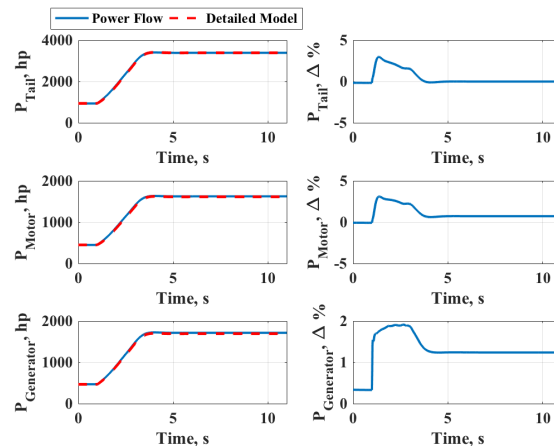 Power Flow Detailed Model
4000
2000
0
P_Tail, hp
0 5 10
Time, s
5
0
-5
P_Tail, Δ %
0 5 10
Time, s
2000
1000
0
P_Motor, hp
0 5 10
Time, s
5
0
-5
P_Motor, Δ %
0 5 10
Time, s
2000
1000
0
P_Generator, hp
0 5 10
Time, s
2
1
0
P_Generator, Δ %
0 5 10
Time, s